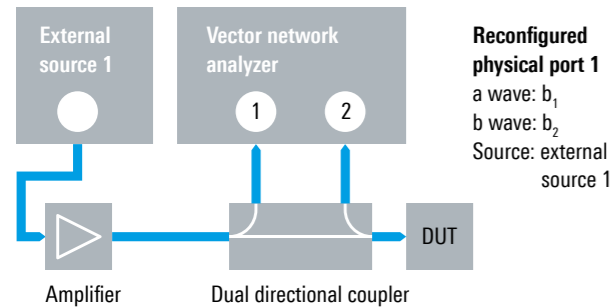 External
source 1
Vector network
analyzer
1
2
Reconfigured
physical port 1
a wave: b₁
b wave: b₂
Source: external
source 1
DUT
Amplifier
Dual directional coupler